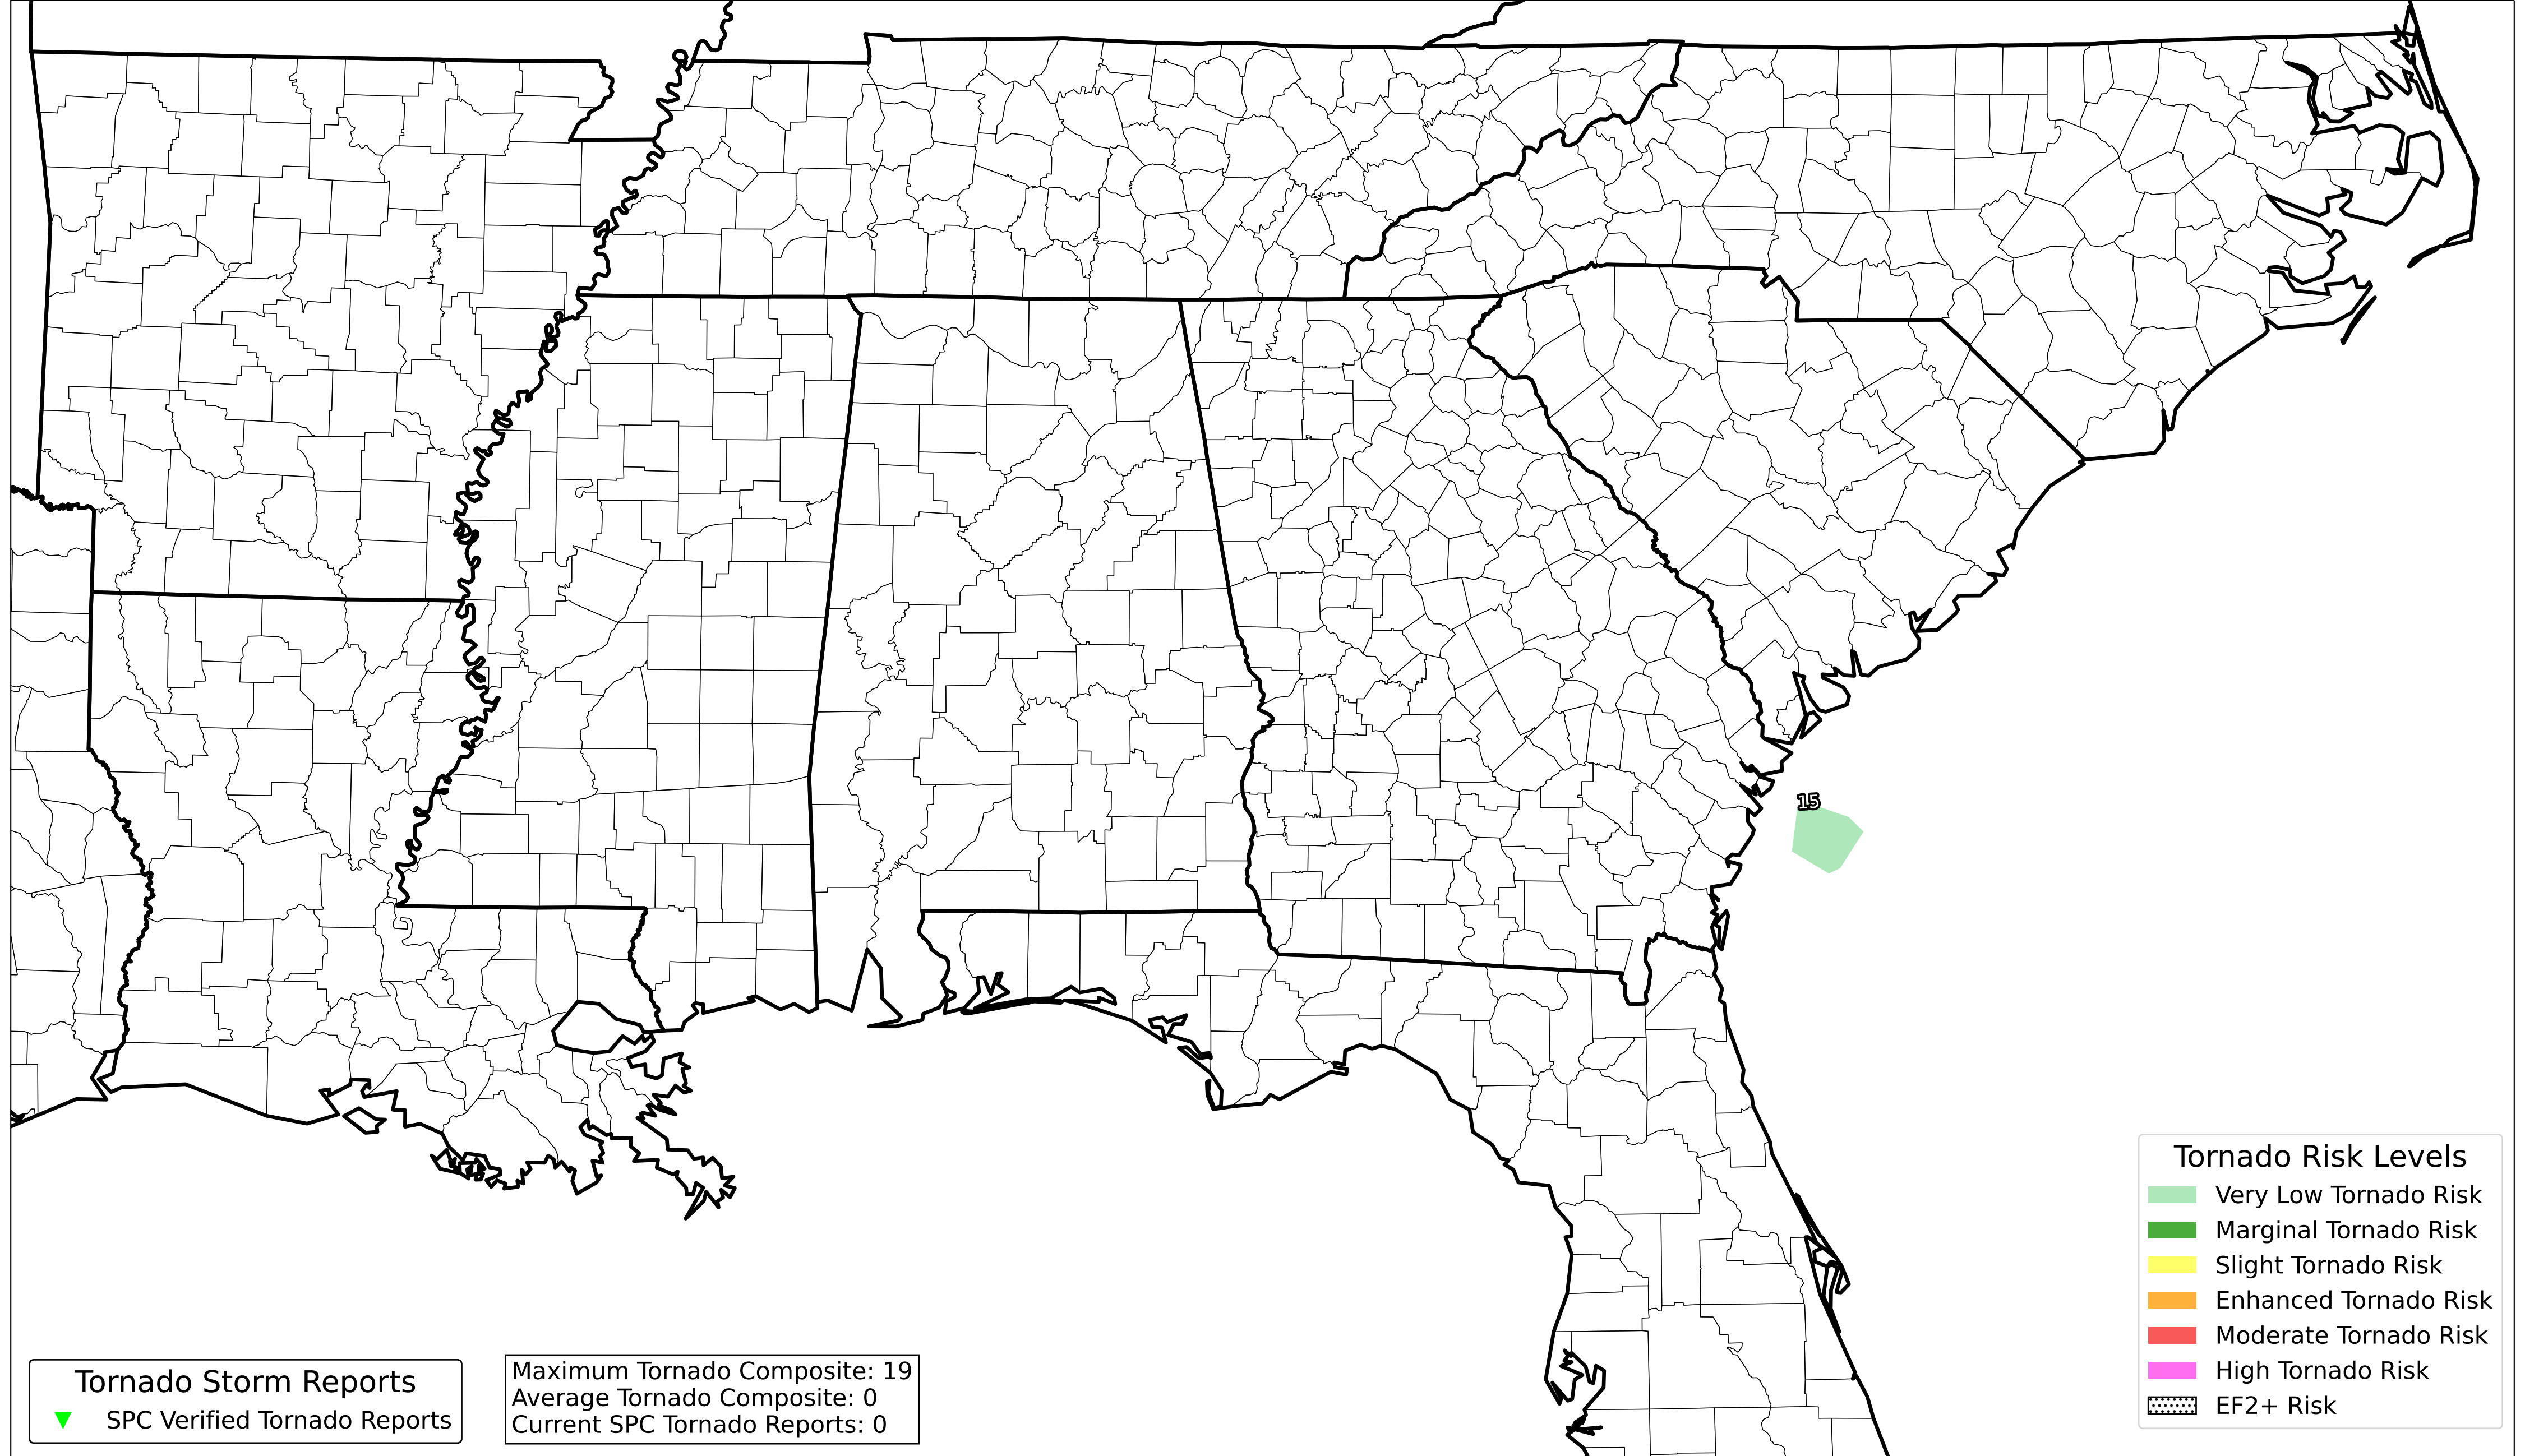 15
Tornado Risk Levels
Very Low Tornado Risk
Marginal Tornado Risk
Slight Tornado Risk
Enhanced Tornado Risk
Moderate Tornado Risk
High Tornado Risk
EF2+ Risk
Tornado Storm Reports
SPC Verified Tornado Reports
Maximum Tornado Composite: 19
Average Tornado Composite: 0
Current SPC Tornado Reports: 0